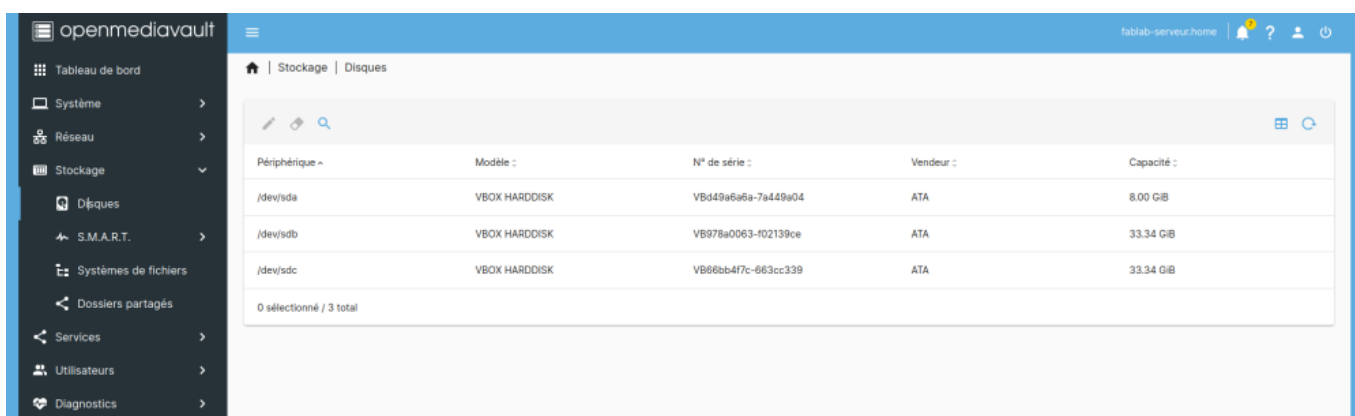 openmediavault
fablab-serveur.home
7
?
Tableau de bord
Stockage | Disques
Système
Réseau
Stockage
Disques
S.M.A.R.T.
Systèmes de fichiers
Dossiers partagés
Services
Utilisateurs
Diagnostics
Périphérique Modèle N° de série Vendeur Capacité
/dev/sda VBOX HARDDISK VBd49a6a6a-7a449a04 ATA 8.00 GiB
/dev/sdb VBOX HARDDISK VB978a0063-f02139ce ATA 33.34 GiB
/dev/sdc VBOX HARDDISK VB66bb4f7c-663cc339 ATA 33.34 GiB
0 sélectionné / 3 total